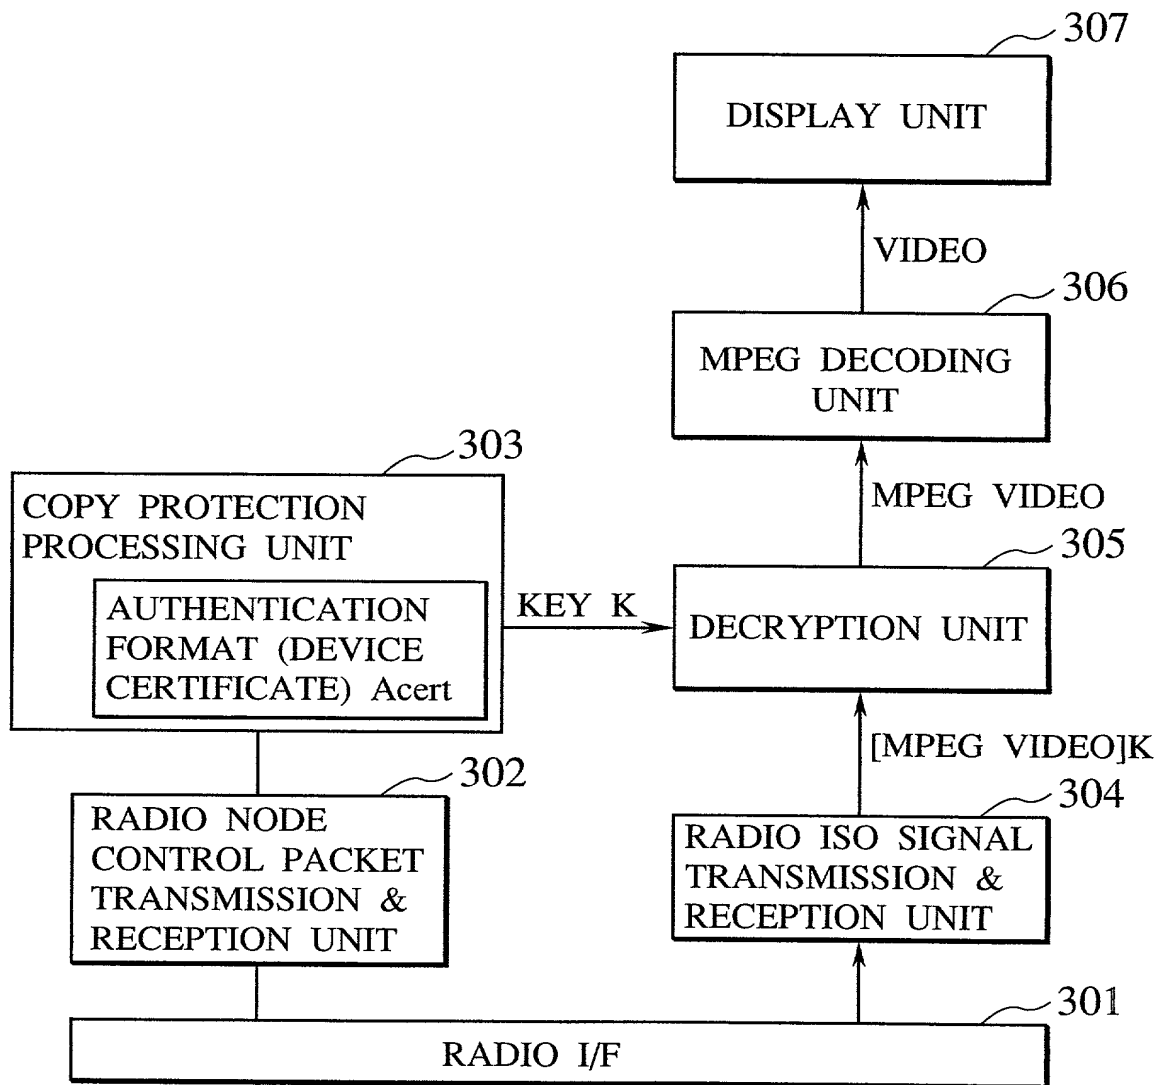 307
DISPLAY UNIT
VIDEO
306
MPEG DECODING
UNIT
303
MPEG VIDEO
COPY PROTECTION
PROCESSING UNIT
305
AUTHENTICATION
FORMAT (DEVICE
CERTIFICATE) Acert
KEY K
DECRYPTION UNIT
[MPEG VIDEO]K
302
304
RADIO NODE
CONTROL PACKET
TRANSMISSION &
RECEPTION UNIT
RADIO ISO SIGNAL
TRANSMISSION &
RECEPTION UNIT
301
RADIO I/F